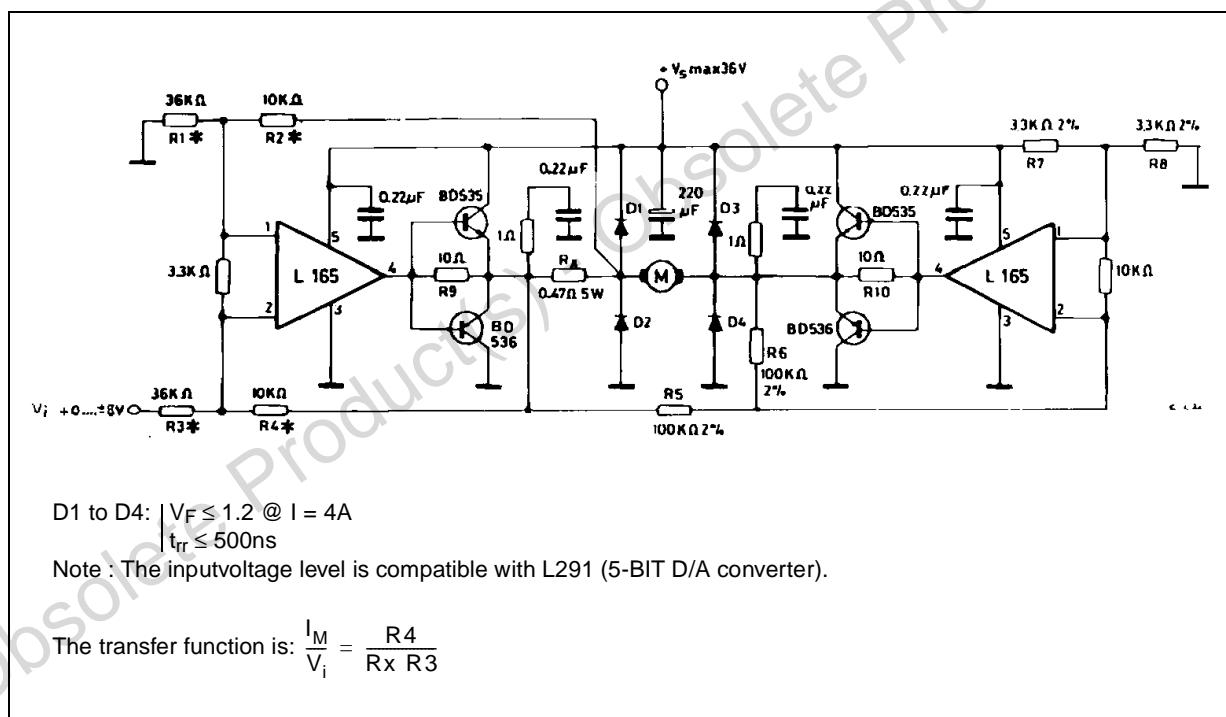 Obsolete Product(s) - Obsolete Pro
+ Vs max36V
36KΩ
R1 *
10KΩ
R2 *
3.3KΩ 2%
R7
3.3KΩ 2%
R8
0.22µF
BD535
0.22µF
1Ω
D1
220 µF
D3
1Ω
0.22 µF
BD535
0.22µF
1
5
L 165
4
2
3
3.3KΩ
10Ω
R9
0.47Ω 5W
M
10Ω
R10
4
5
1
L 165
3
2
10KΩ
BD 536
D2
D4
R6
100KΩ 2%
BD536
Vi +0....±8V
36KΩ
R3 *
10KΩ
R4 *
R5
100KΩ 2%
D1 to D4: VF ≤ 1.2 @ I = 4A
trr ≤ 500ns
Note : The inputvoltage level is compatible with L291 (5-BIT D/A converter).
The transfer function is: IM / Vi = R4 / Rx R3